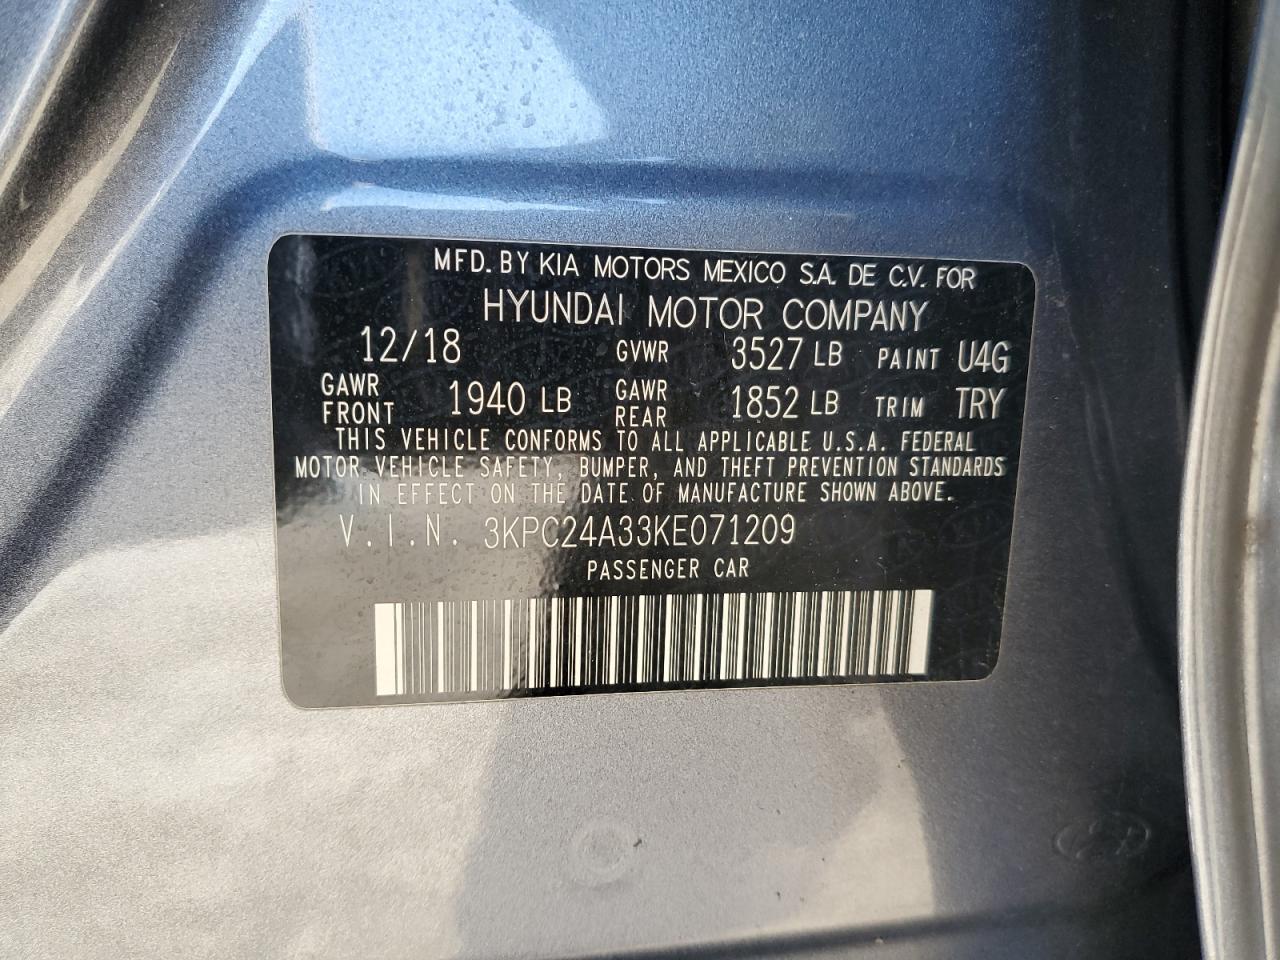 MFD. BY KIA MOTORS MEXICO S.A. DE C.V. FOR
HYUNDAI MOTOR COMPANY
12/18 GVWR 3527 LB PAINT U4G
GAWR FRONT 1940 LB GAWR REAR 1852 LB TRIM TRY
THIS VEHICLE CONFORMS TO ALL APPLICABLE U.S.A. FEDERAL
MOTOR VEHICLE SAFETY, BUMPER, AND THEFT PREVENTION STANDARDS
IN EFFECT ON THE DATE OF MANUFACTURE SHOWN ABOVE.
V.I.N. 3KPC24A33KE071209
PASSENGER CAR